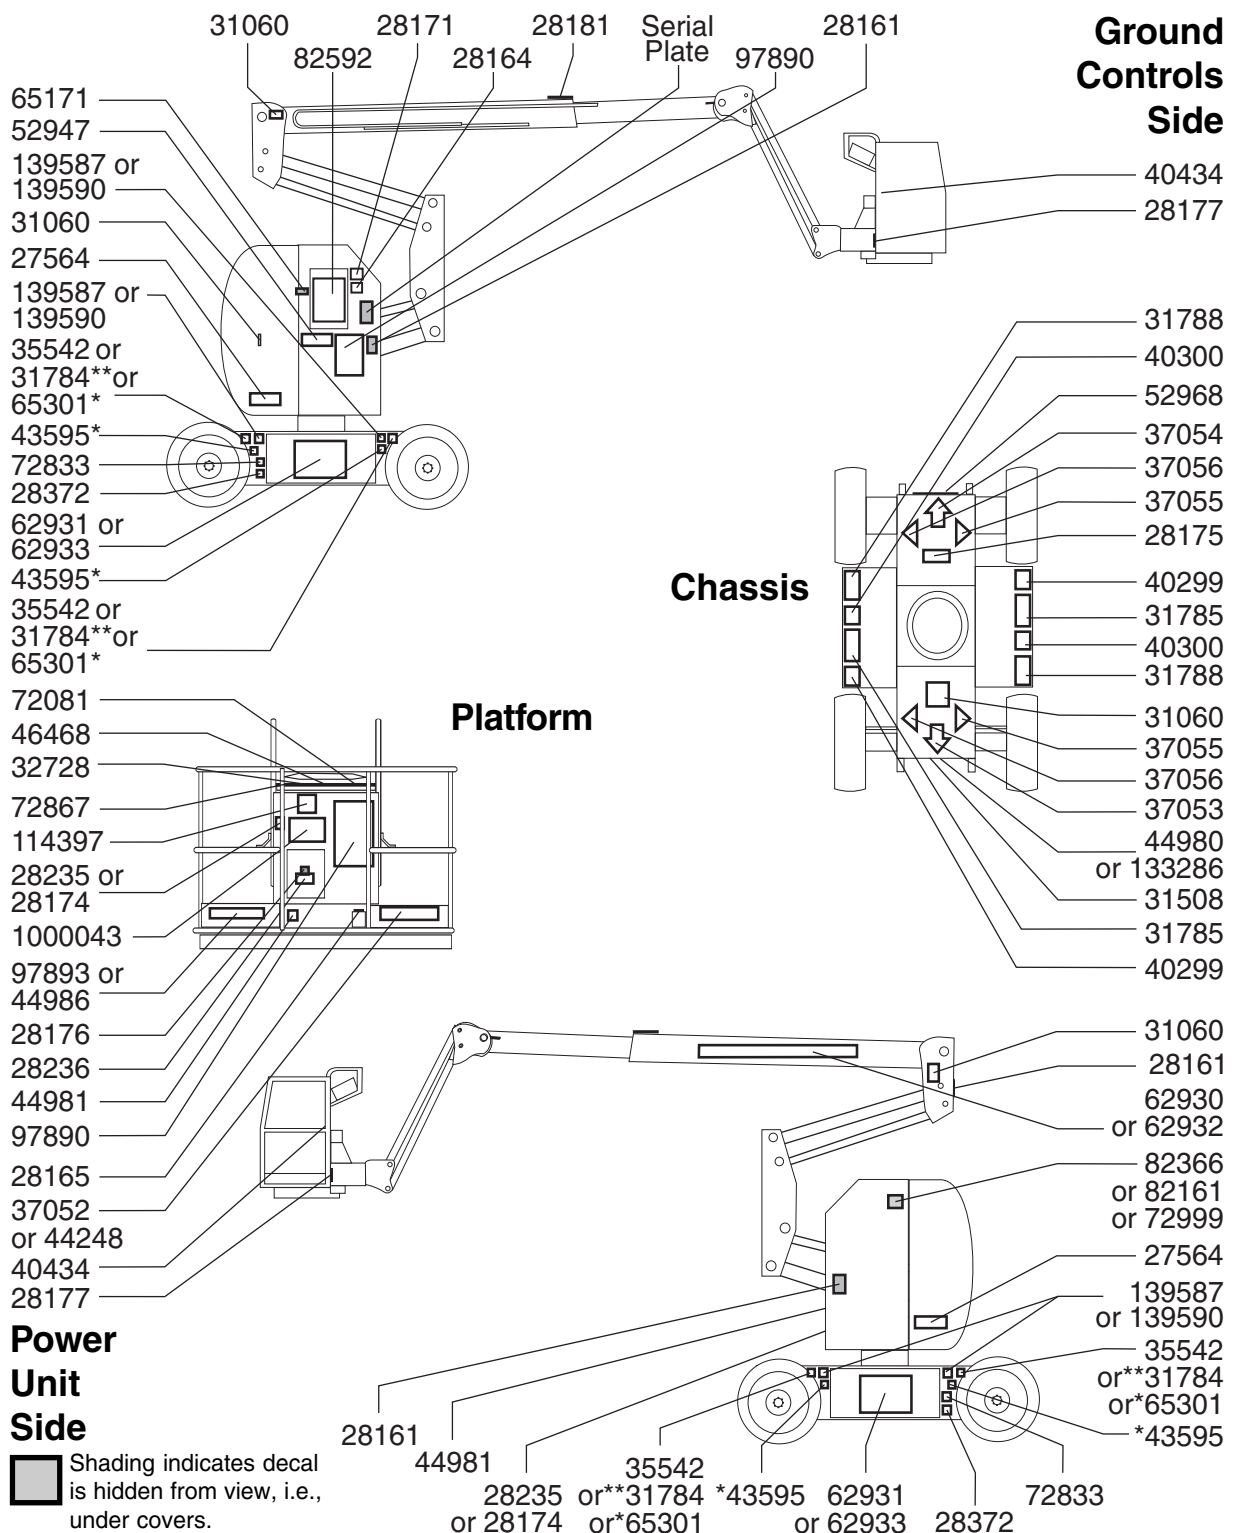 31060
28171
28181
Serial
Plate
28161
82592
28164
97890
Ground
Controls
Side
65171
52947
139587 or
139590
31060
27564
139587 or
139590
35542 or
31784**or
65301*
43595*
72833
28372
62931 or
62933
43595*
35542 or
31784**or
65301*
40434
28177
Chassis
31788
40300
52968
37054
37056
37055
28175
40299
31785
40300
31788
31060
37055
37056
37053
44980
or 133286
31508
31785
40299
Platform
72081
46468
32728
72867
114397
28235 or
28174
1000043
97893 or
44986
28176
28236
44981
97890
28165
37052
or 44248
40434
28177
31060
28161
62930
or 62932
82366
or 82161
or 72999
27564
139587
or 139590
35542
or**31784
or*65301
*43595
Power
Unit
Side
Shading indicates decal
is hidden from view, i.e.,
under covers.
28161
44981
28235
or 28174
35542
or**31784
or*65301
*43595
62931
or 62933
28372
72833